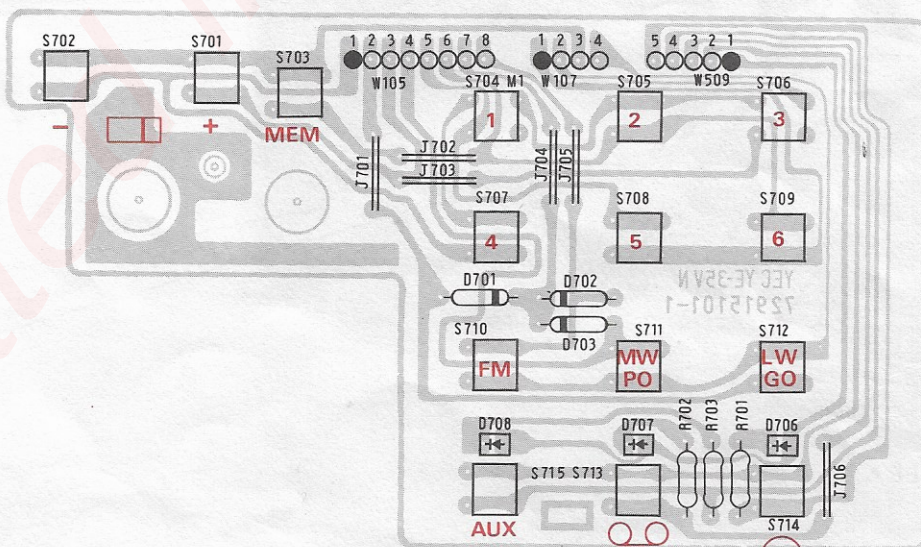 S702
S701
S703
1 2 3 4 5 6 7 8
1 2 3 4
5 4 3 2 1
W105
W107
W509
S704 M1
S705
S706
- +
MEM
1
2
3
J701
J702
J703
J704
J705
S707
S708
S709
4
5
6
YEC YE-35V N
72915101-1
D701
D702
D703
S710
S711
S712
FM
MW
PO
LW
GO
D708
D707
R702
R703
R701
D706
S715 S713
J706
AUX
S714